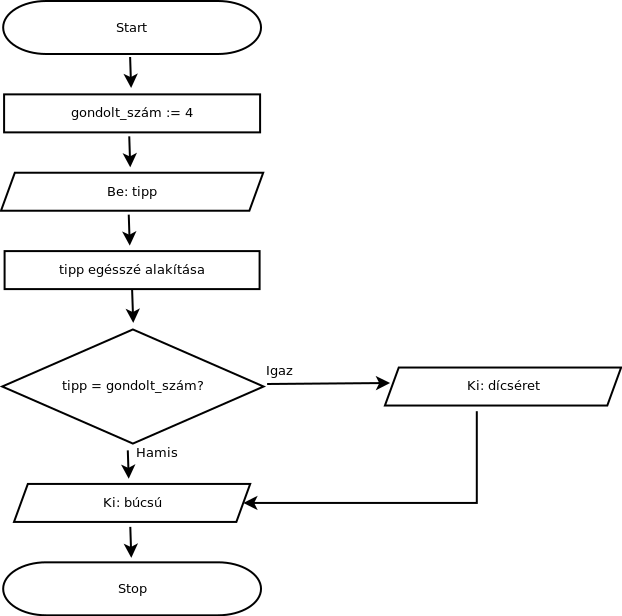 Start
gondolt_szám := 4
Be: tipp
tipp egésszé alakítása
tipp = gondolt_szám?
Igaz
Ki: dícséret
Hamis
Ki: búcsú
Stop